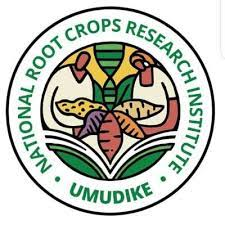 · NATIONAL ROOT CROPS RESEARCH INSTITUTE ·
UMUDIKE